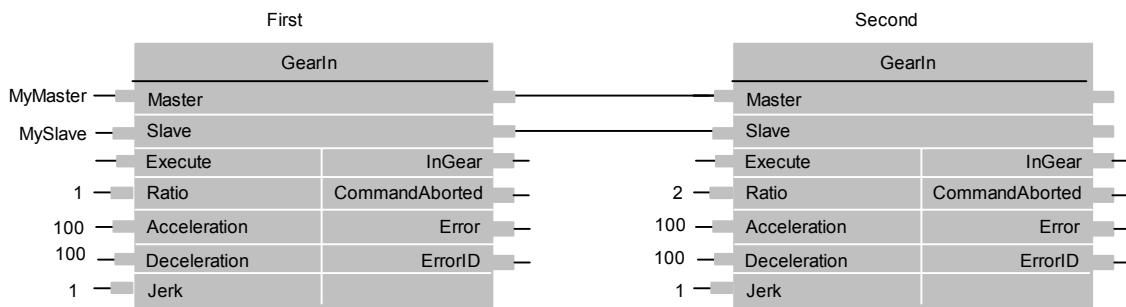 First Second
GearIn GearIn
MyMaster Master Master
MySlave Slave Slave
Execute InGear Execute InGear
1 Ratio CommandAborted 2 Ratio CommandAborted
100 Acceleration Error 100 Acceleration Error
100 Deceleration ErrorID 100 Deceleration ErrorID
1 Jerk 1 Jerk